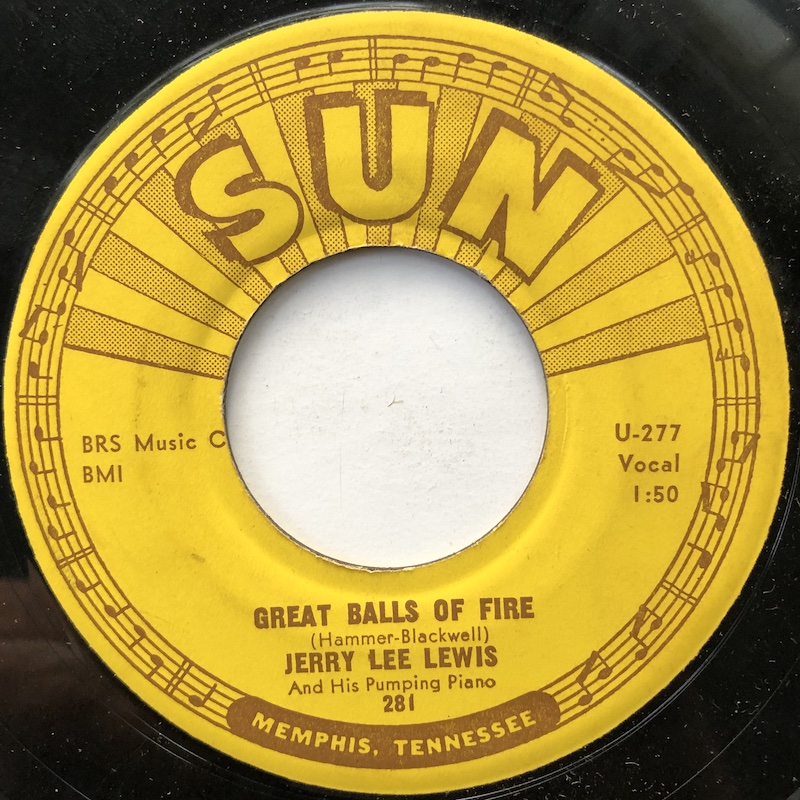 SUN
BRS Music C
BMI
U-277
Vocal
1:50
GREAT BALLS OF FIRE
(Hammer-Blackwell)
JERRY LEE LEWIS
And His Pumping Piano
281
MEMPHIS, TENNESSEE